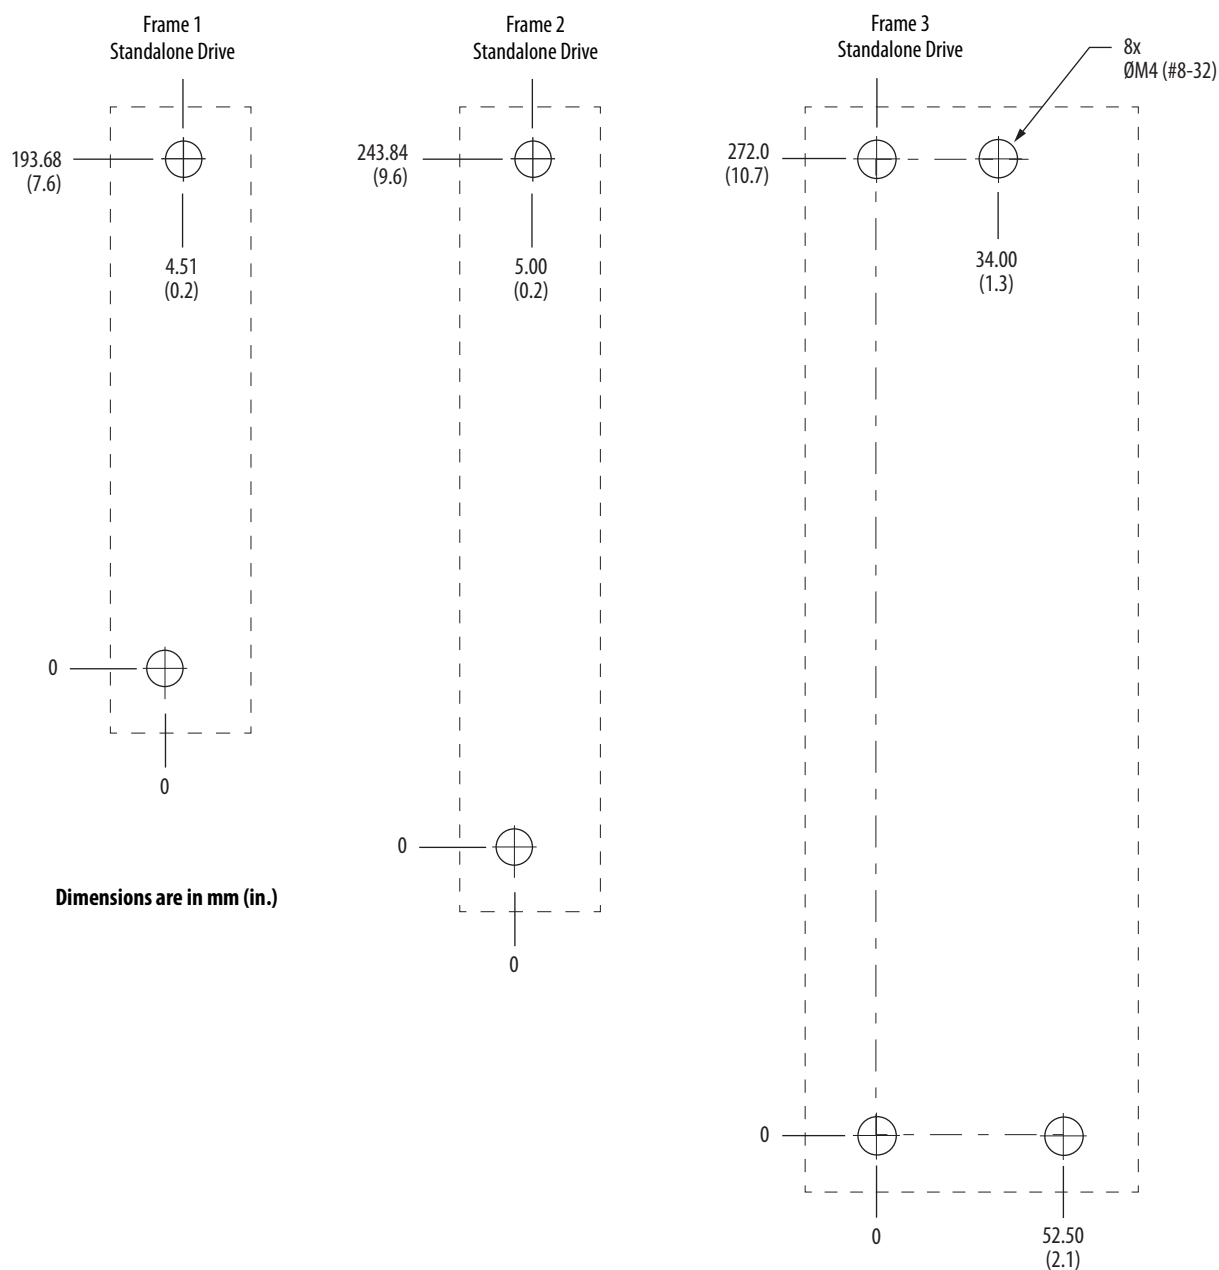 Frame 1
Standalone Drive
Frame 2
Standalone Drive
Frame 3
Standalone Drive
8x
ØM4 (#8-32)
193.68
(7.6)
243.84
(9.6)
272.0
(10.7)
4.51
(0.2)
5.00
(0.2)
34.00
(1.3)
0
0
0
Dimensions are in mm (in.)
0
0
0
52.50
(2.1)